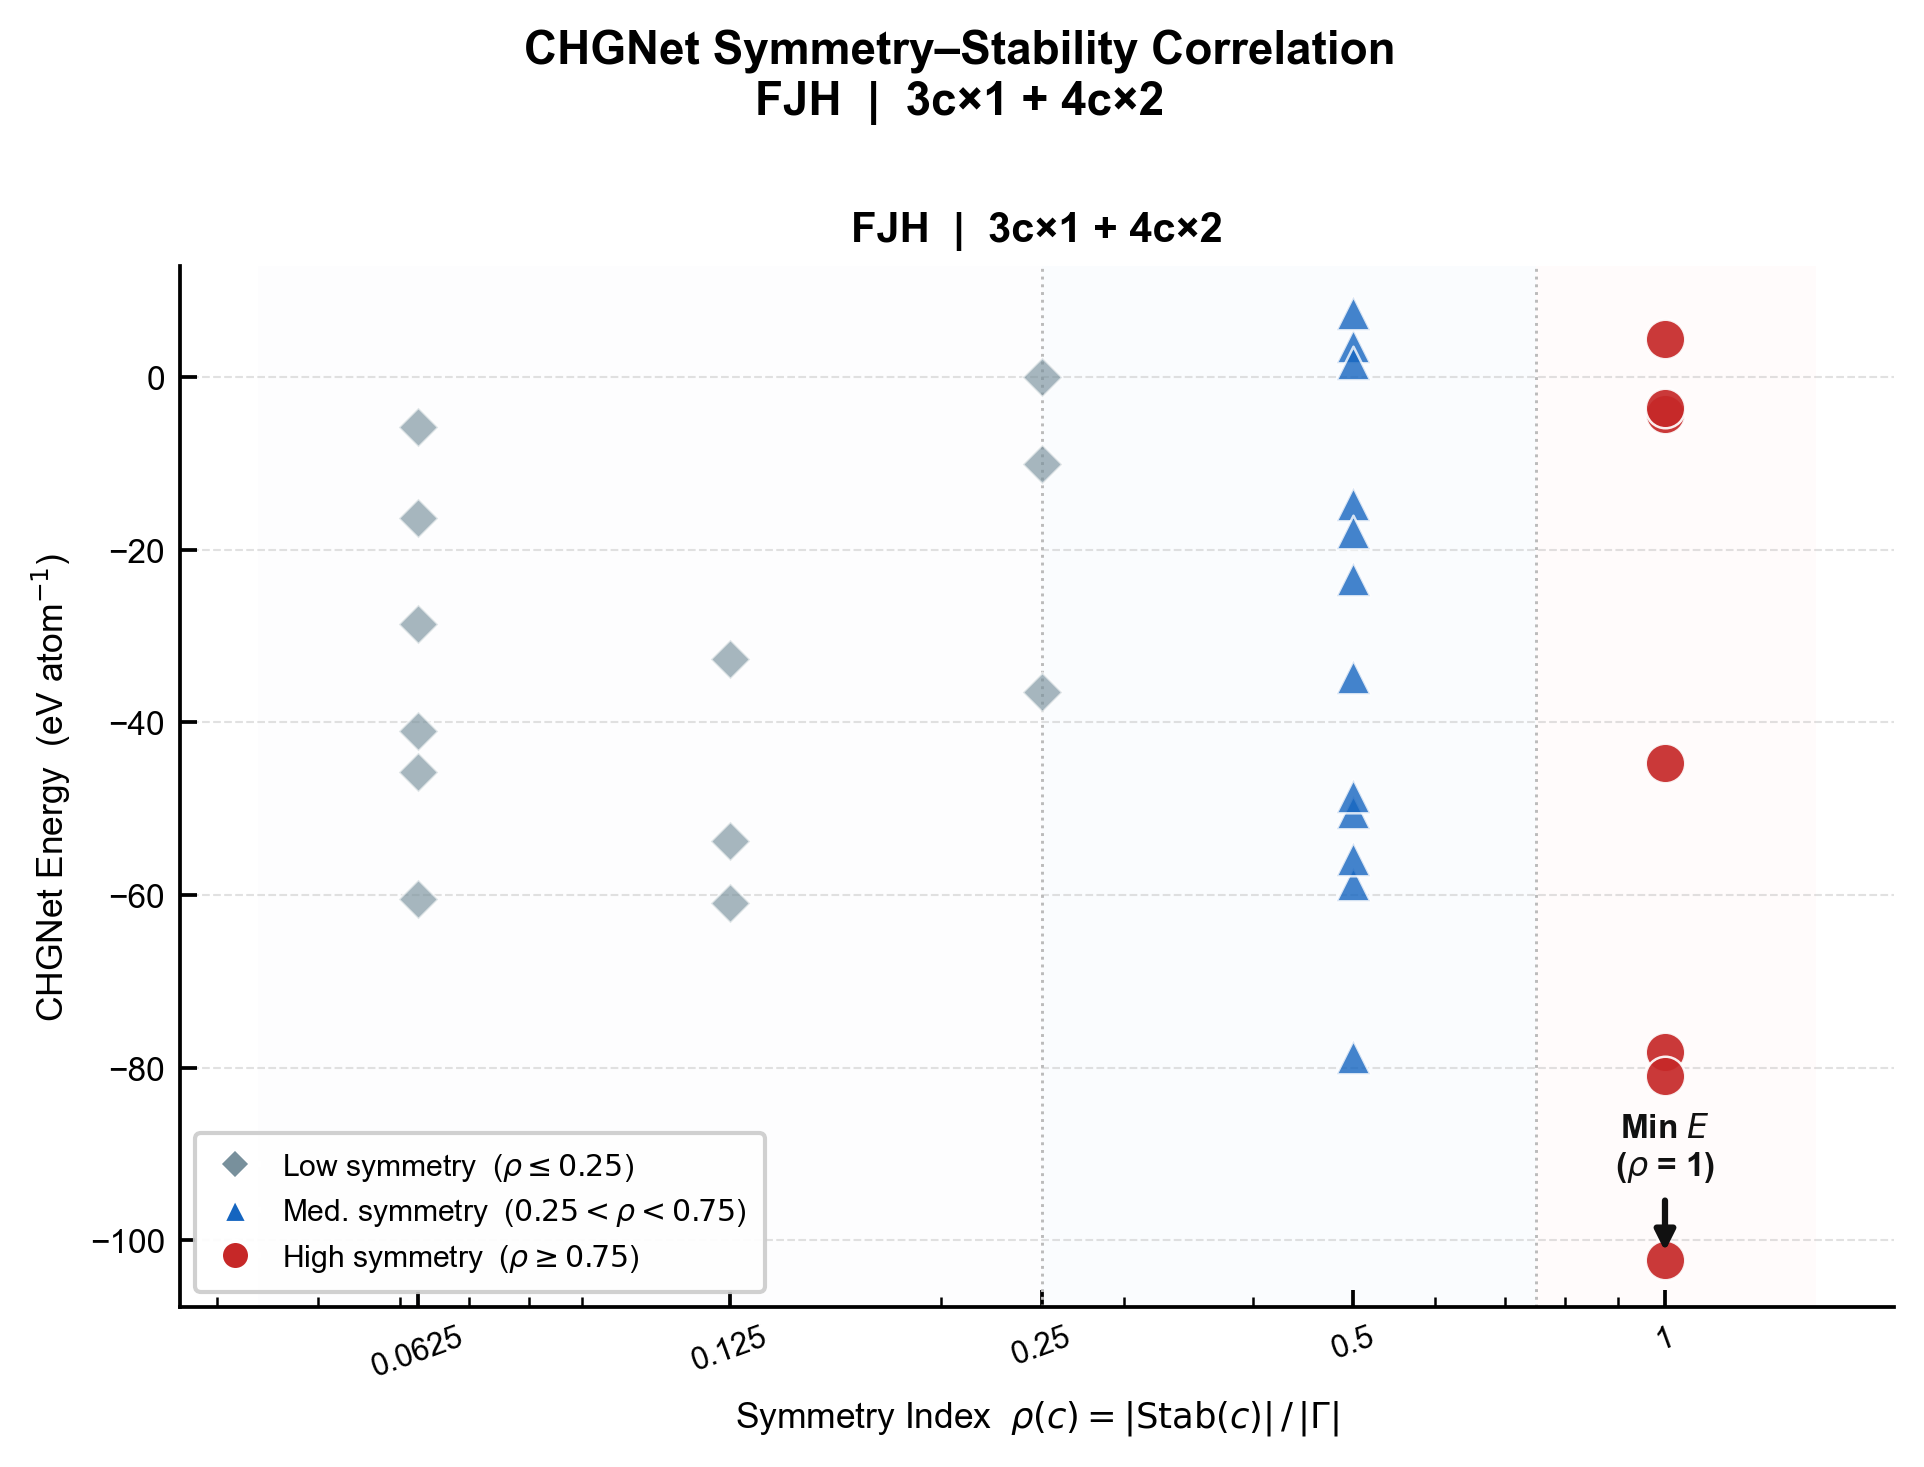 CHGNet Symmetry–Stability Correlation
FJH | 3c×1 + 4c×2
FJH | 3c×1 + 4c×2
CHGNet Energy (eV atom⁻¹)
0
−20
−40
−60
−80
−100
Min E
(ρ = 1)
Low symmetry (ρ ≤ 0.25)
Med. symmetry (0.25 < ρ < 0.75)
High symmetry (ρ ≥ 0.75)
0.0625
0.125
0.25
0.5
1
Symmetry Index ρ(c) = |Stab(c)| / |Γ|